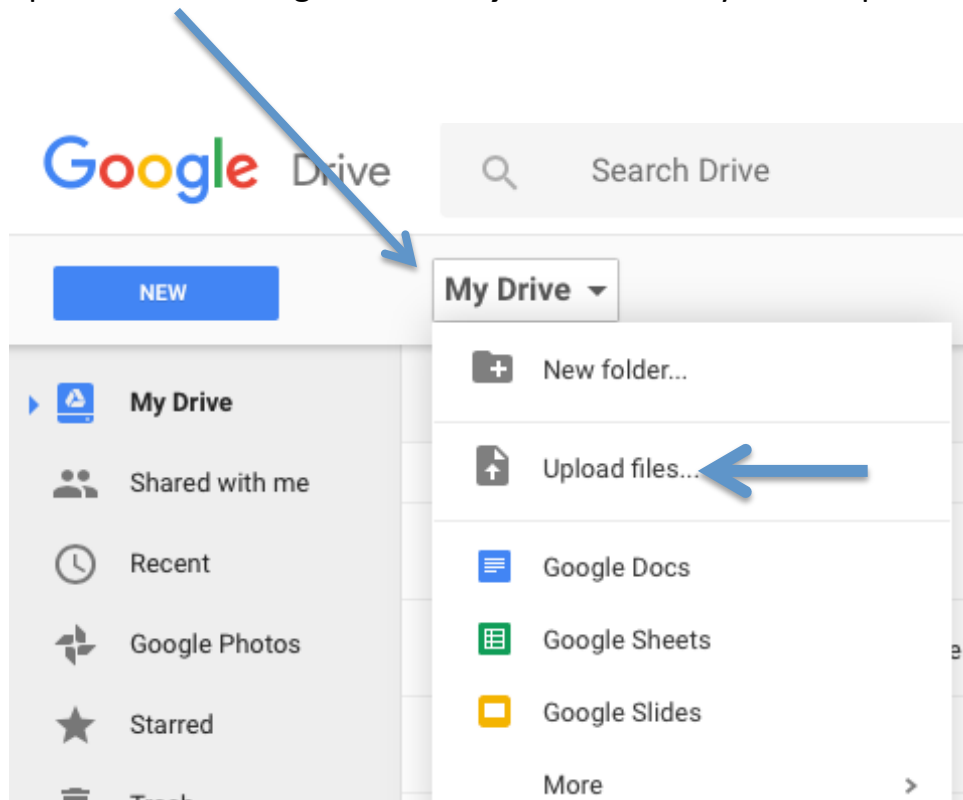 Google Drive
Search Drive
NEW
My Drive
New folder...
My Drive
Upload files...
Shared with me
Recent
Google Docs
Google Photos
Google Sheets
Starred
Google Slides
More